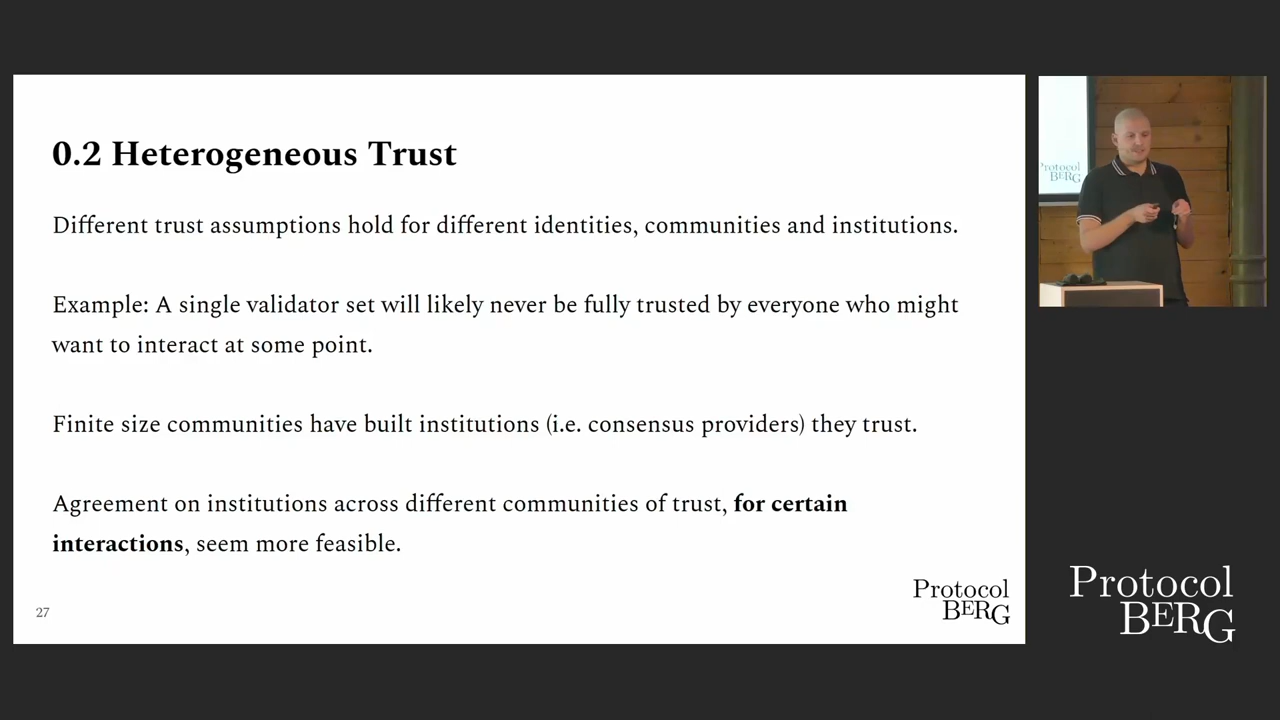 0.2 Heterogeneous Trust
Different trust assumptions hold for different identities, communities and institutions.
Example: A single validator set will likely never be fully trusted by everyone who might
want to interact at some point.
Finite size communities have built institutions (i.e. consensus providers) they trust.
Agreement on institutions across different communities of trust, for certain
interactions, seem more feasible.
27
Protocol
BERG
Protocol
BERG
Protocol
BERG